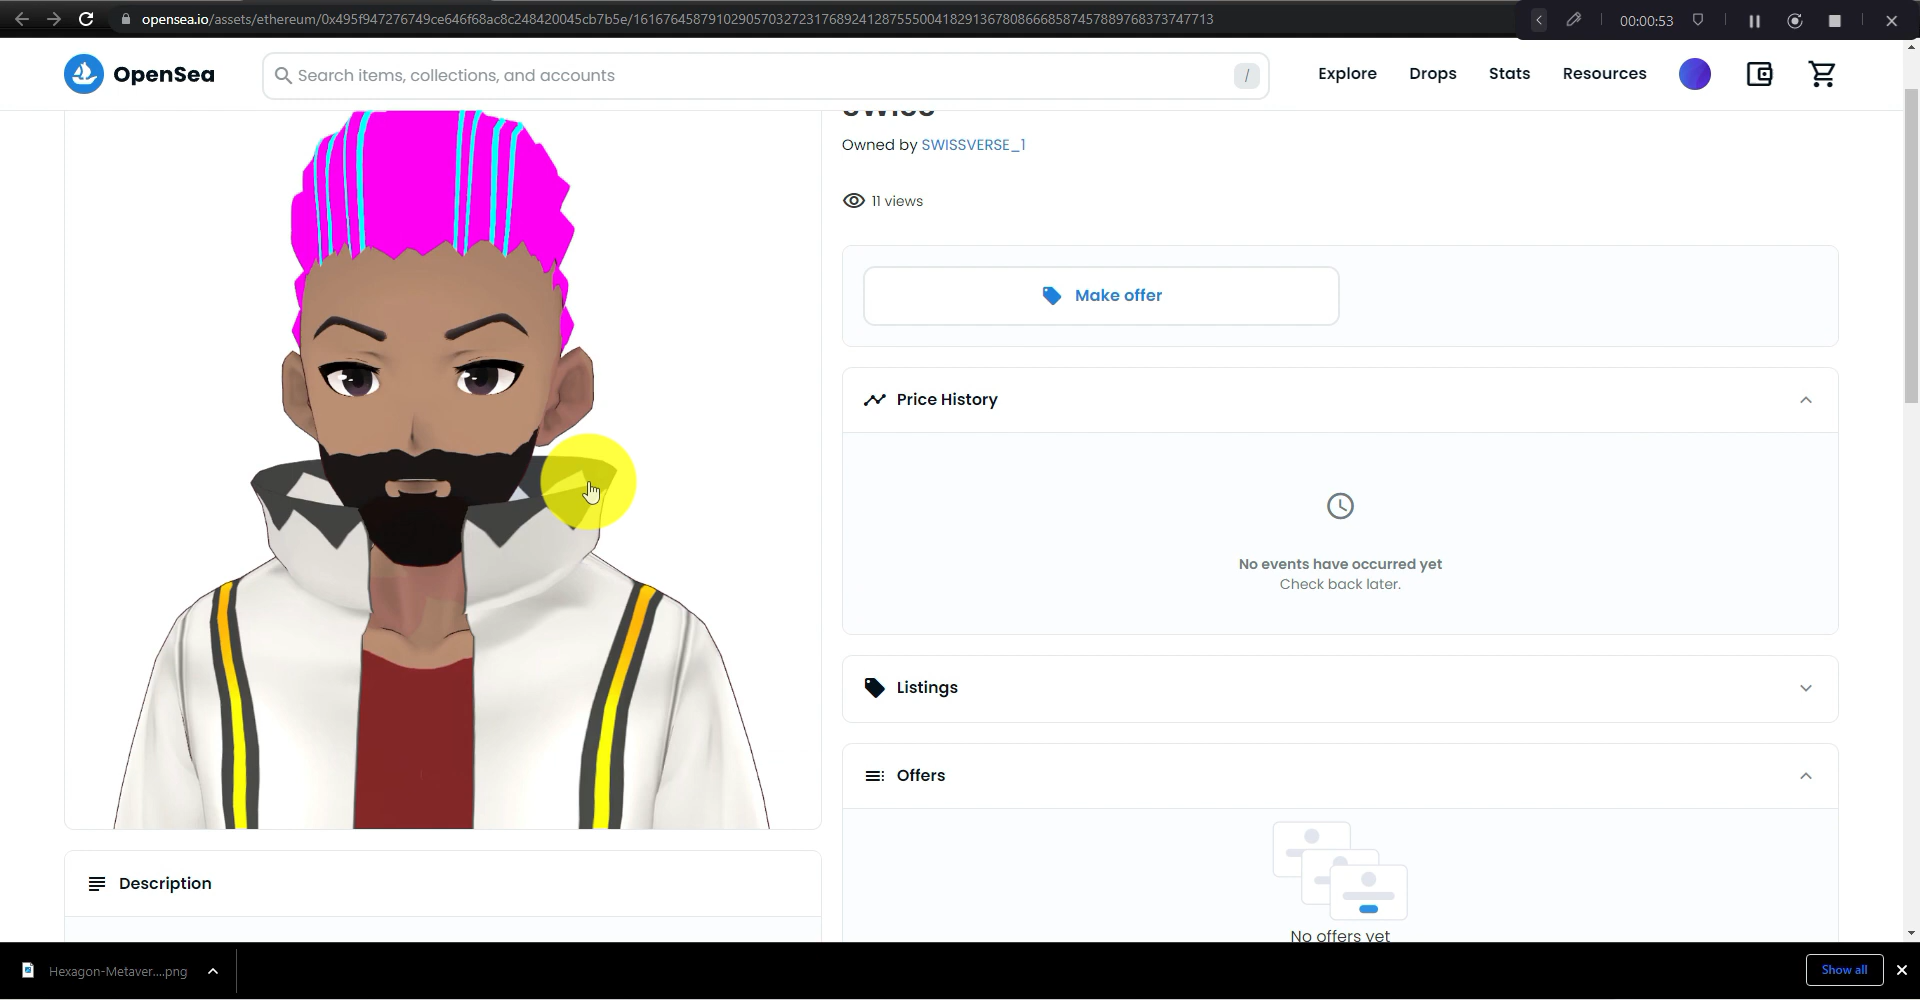 opensea.io/assets/ethereum/0x495f947276749ce646f68ac8c248420045cb7b5e/16167645879102905703272317689241287555004182913678086668587457889768373747713
00:00:53
OpenSea
Search items, collections, and accounts
/
Explore
Drops
Stats
Resources
Owned by SWISSVERSE_1
11 views
Make offer
Price History
No events have occurred yet
Check back later.
Listings
Offers
No offers yet
Description
Hexagon-Metaver....png
Show all